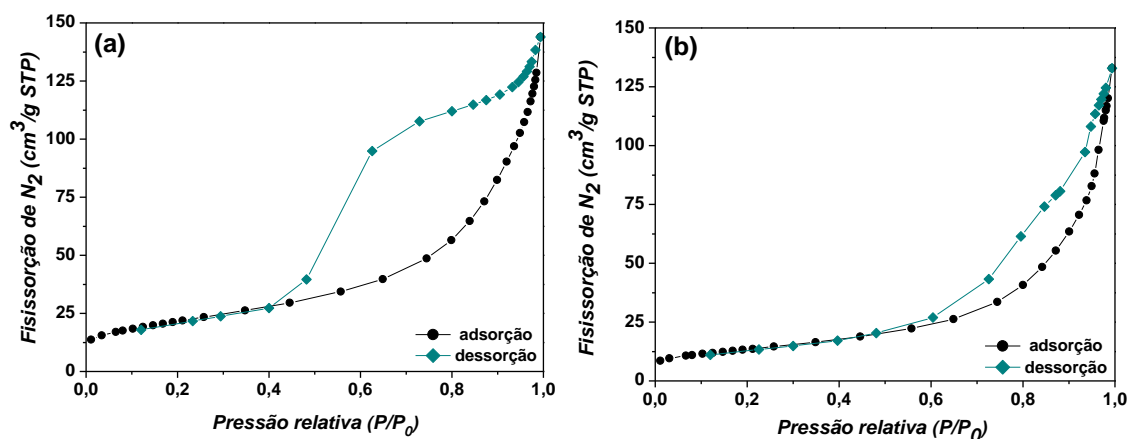 (a)
Fisissorção de N2 (cm3/g STP)
150
125
100
75
50
25
0
adsorção
dessorção
0,0 0,2 0,4 0,6 0,8 1,0
Pressão relativa (P/P0)
(b)
Fisissorção de N2 (cm3/g STP)
150
125
100
75
50
25
0
adsorção
dessorção
0,0 0,2 0,4 0,6 0,8 1,0
Pressão relativa (P/P0)